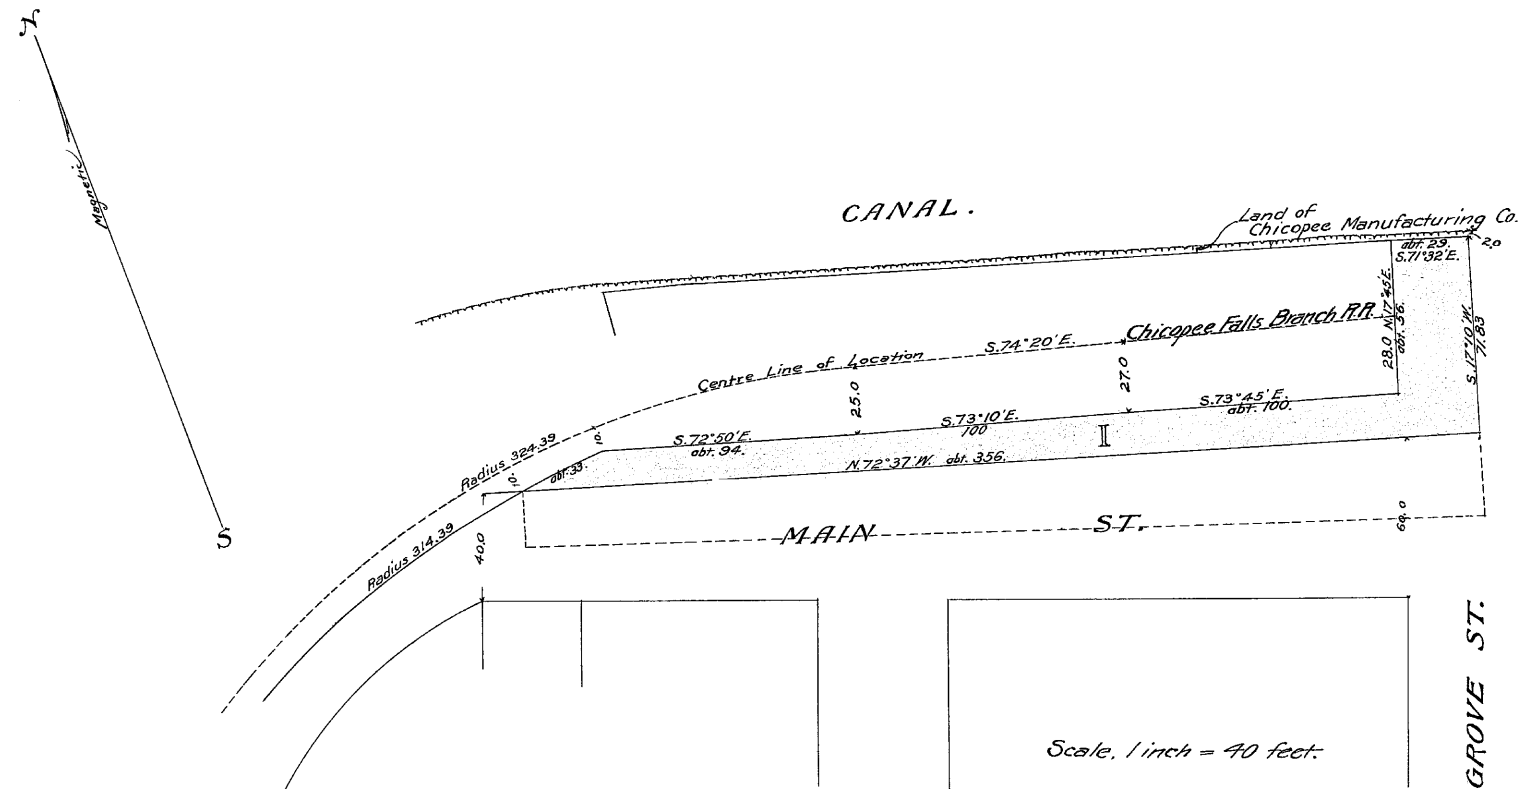 N
Magnetic
S
CANAL.
Land of
Chicopee Manufacturing Co.
2.0
abt. 29.
S.71°32'E.
28.0 N.17°45'E.
abt. 56.
S.17°10'W.
71.83
Chicopee Falls Branch R.R.
Centre Line of Location
S.74°20'E.
25.0
27.0
S.72°50'E.
abt. 94.
S.73°10'E.
100
S.73°45'E.
abt. 100.
I
N.72°37'W. abt. 356.
10.
10.
abt. 33.
Radius 324.39
Radius 314.39
40.0
60.0
MAIN ST.
GROVE ST.
Scale, 1 inch = 40 feet.